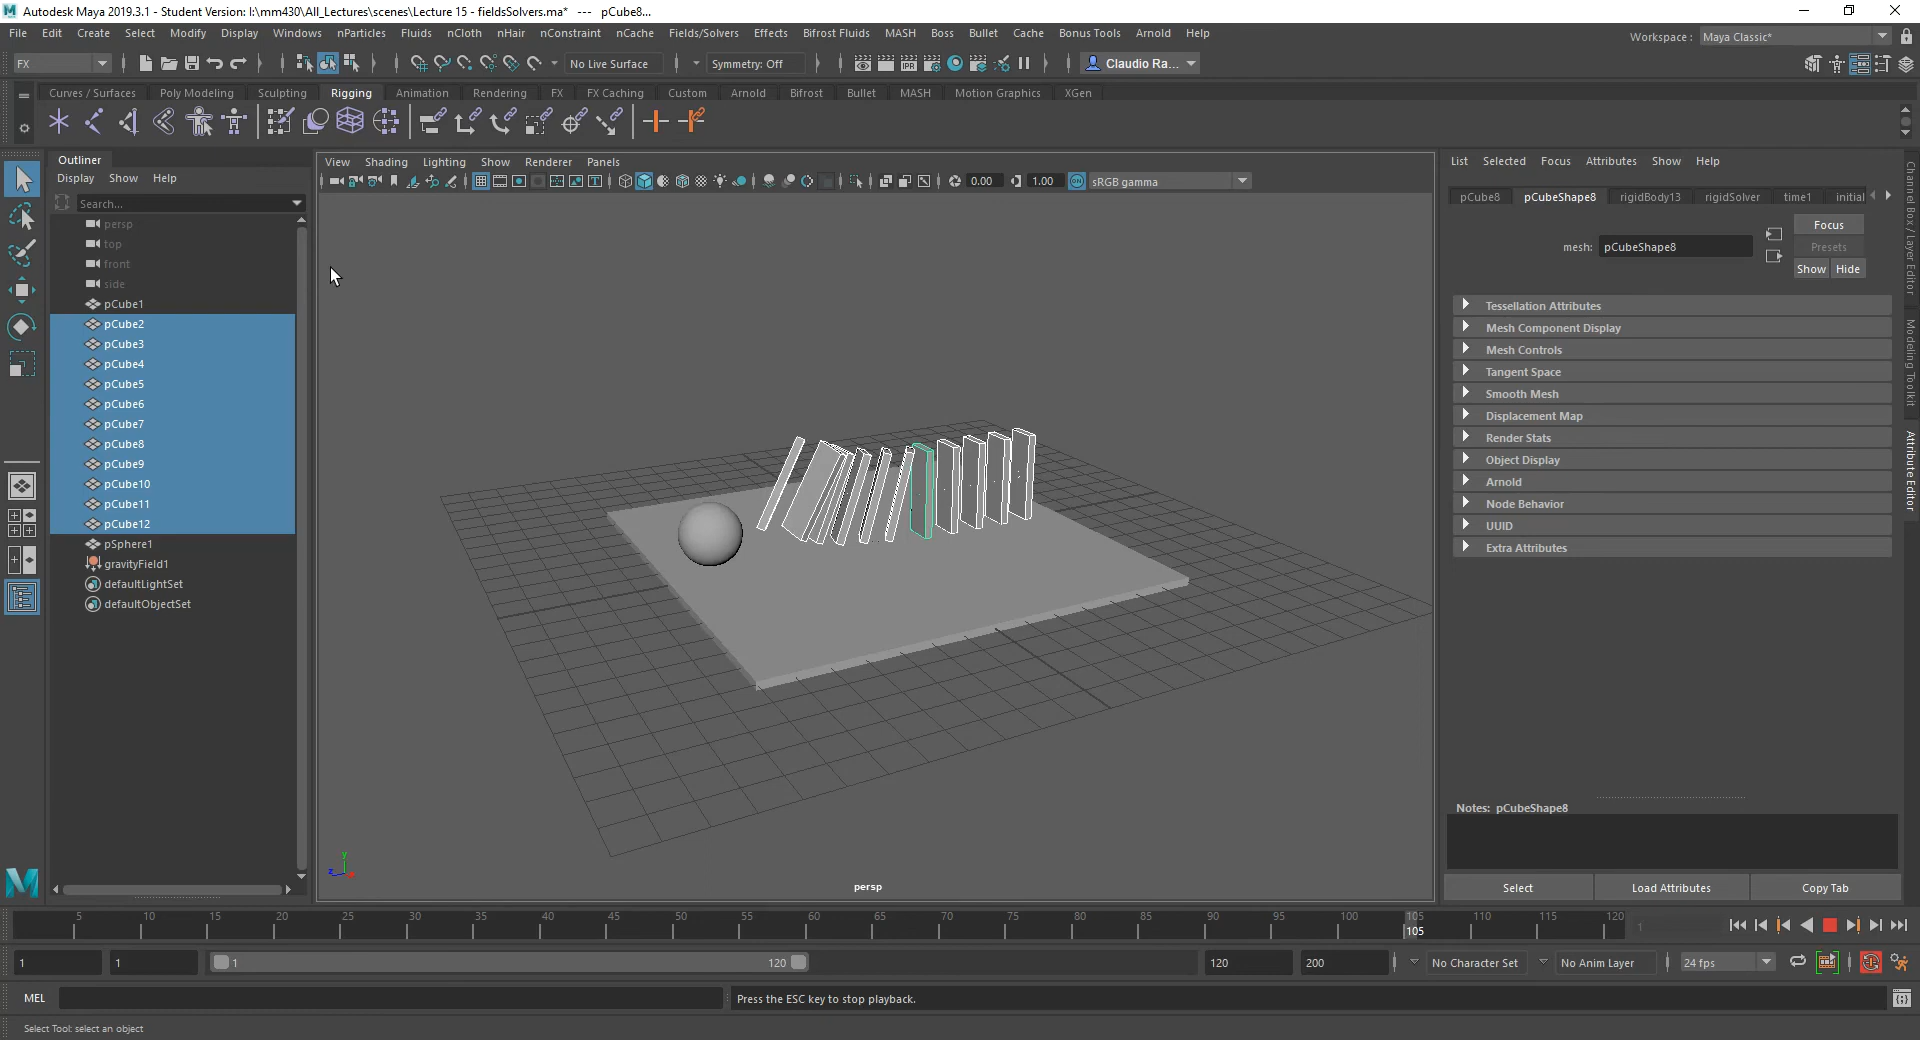 Autodesk Maya 2019.3.1 - Student Version: I:\mm430\All_Lectures\scenes\Lecture 15 - fieldsSolvers.ma* --- pCube8...
File Edit Create Select Modify Display Windows nParticles Fluids nCloth nHair nConstraint nCache Fields/Solvers Effects Bifrost Fluids MASH Boss Bullet Cache Bonus Tools Arnold Help
Workspace : Maya Classic*
FX No Live Surface Symmetry: Off IPR Claudio Ra...
Curves / Surfaces Poly Modeling Sculpting Rigging Animation Rendering FX FX Caching Custom Arnold Bifrost Bullet MASH Motion Graphics XGen
Outliner
Display Show Help
Search...
persp
top
front
side
pCube1
pCube2
pCube3
pCube4
pCube5
pCube6
pCube7
pCube8
pCube9
pCube10
pCube11
pCube12
pSphere1
gravityField1
defaultLightSet
defaultObjectSet
View Shading Lighting Show Renderer Panels
0.00 1.00 ON sRGB gamma
y
z
persp
List Selected Focus Attributes Show Help
pCube8 pCubeShape8 rigidBody13 rigidSolver time1 initial
mesh: pCubeShape8
Focus
Presets
Show Hide
Tessellation Attributes
Mesh Component Display
Mesh Controls
Tangent Space
Smooth Mesh
Displacement Map
Render Stats
Object Display
Arnold
Node Behavior
UUID
Extra Attributes
Notes: pCubeShape8
Select Load Attributes Copy Tab
Channel Box / Layer Editor
Modeling Toolkit
Attribute Editor
5 10 15 20 25 30 35 40 45 50 55 60 65 70 75 80 85 90 95 100 105 110 115 120
105
1
1 1 1 120 120 200 No Character Set No Anim Layer 24 fps
MEL Press the ESC key to stop playback.
Select Tool: select an object